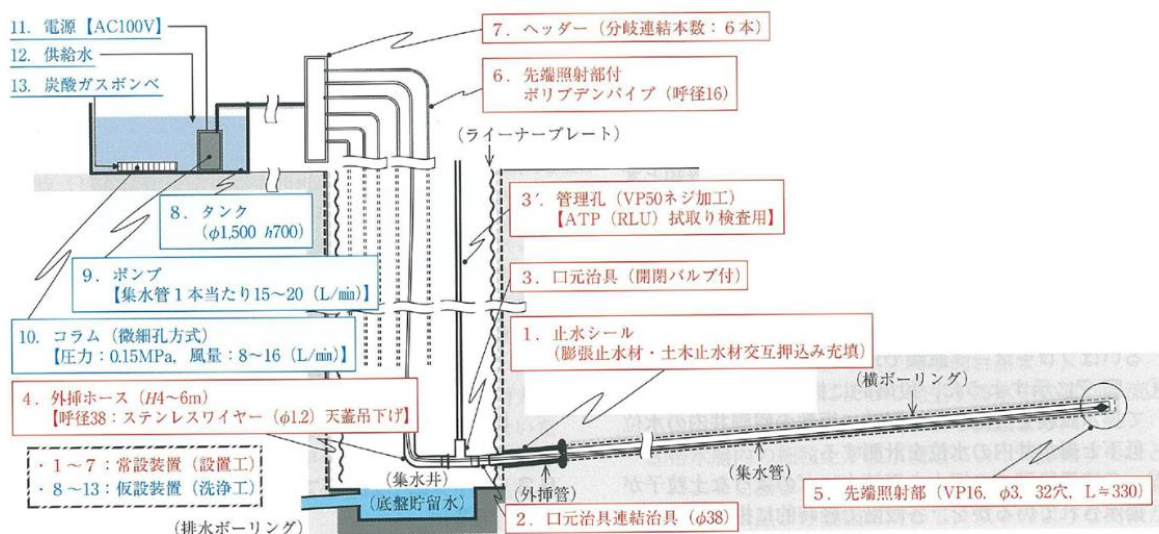 11. 電源【AC100V】
12. 供給水
13. 炭酸ガスボンベ
7. ヘッダー（分岐連結本数：6本）
6. 先端照射部付
ポリブデンパイプ（呼径16）
（ライナープレート）
3′. 管理孔（VP50ネジ加工）
【ATP（RLU）拭取り検査用】
8. タンク
（φ1,500 h700）
9. ポンプ
【集水管1本当たり15～20（L/min）】
3. 口元治具（開閉バルブ付）
10. コラム（微細孔方式）
【圧力：0.15MPa，風量：8～16（L/min）】
1. 止水シール
（膨張止水材・土木止水材交互押込み充填）
4. 外挿ホース（H4～6m）
【呼径38：ステンレスワイヤー（φ1.2）天蓋吊下げ】
（横ボーリング）
・1～7：常設装置（設置工）
・8～13：仮設装置（洗浄工）
（集水井）
（集水管）
（外挿管）
（底盤貯留水）
5. 先端照射部（VP16，φ3，32穴，L≒330）
2. 口元治具連結治具（φ38）
（排水ボーリング）